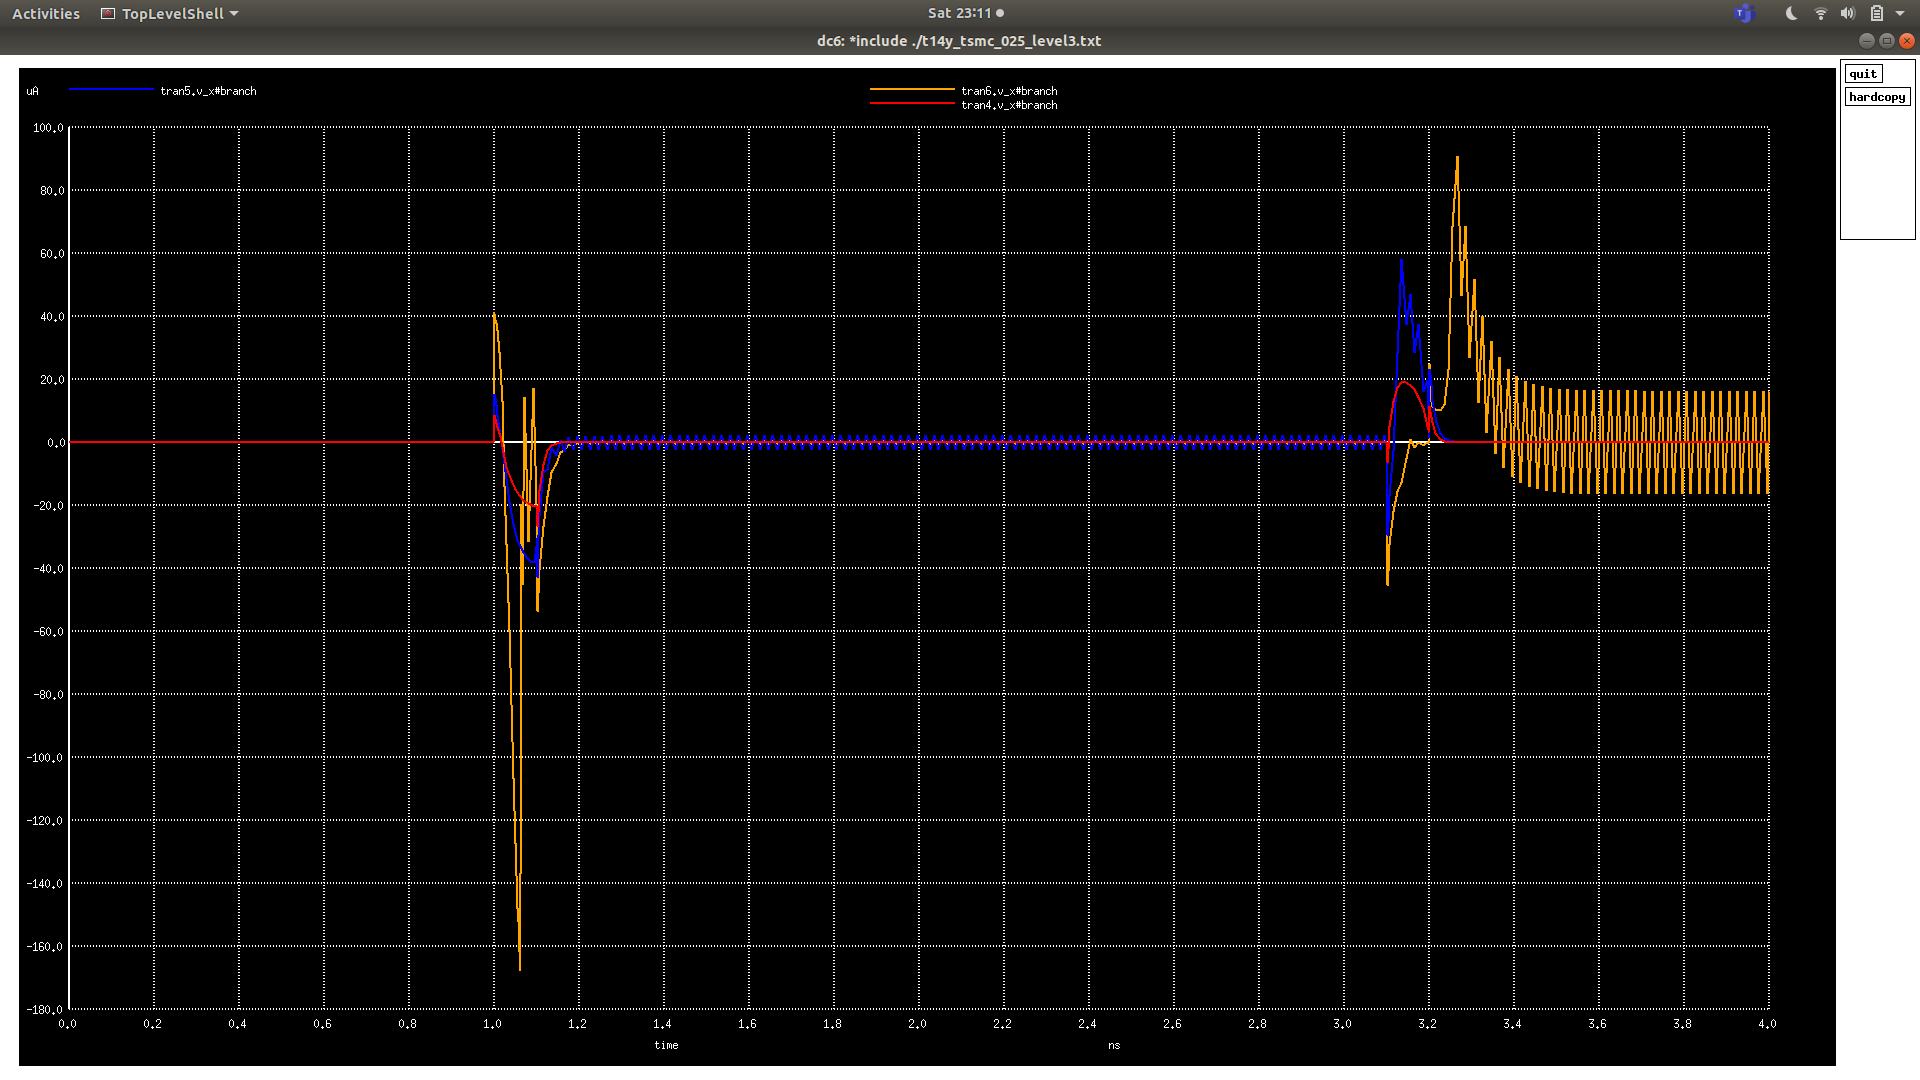 Activities TopLevelShell Sat 23:11
dc6: *include ./t14y_tsmc_025_level3.txt
quit
hardcopy
uA tran5.v_x#branch tran6.v_x#branch
tran4.v_x#branch
100.0
80.0
60.0
40.0
20.0
0.0
-20.0
-40.0
-60.0
-80.0
-100.0
-120.0
-140.0
-160.0
-180.0
0.0 0.2 0.4 0.6 0.8 1.0 1.2 1.4 1.6 1.8 2.0 2.2 2.4 2.6 2.8 3.0 3.2 3.4 3.6 3.8 4.0
time ns